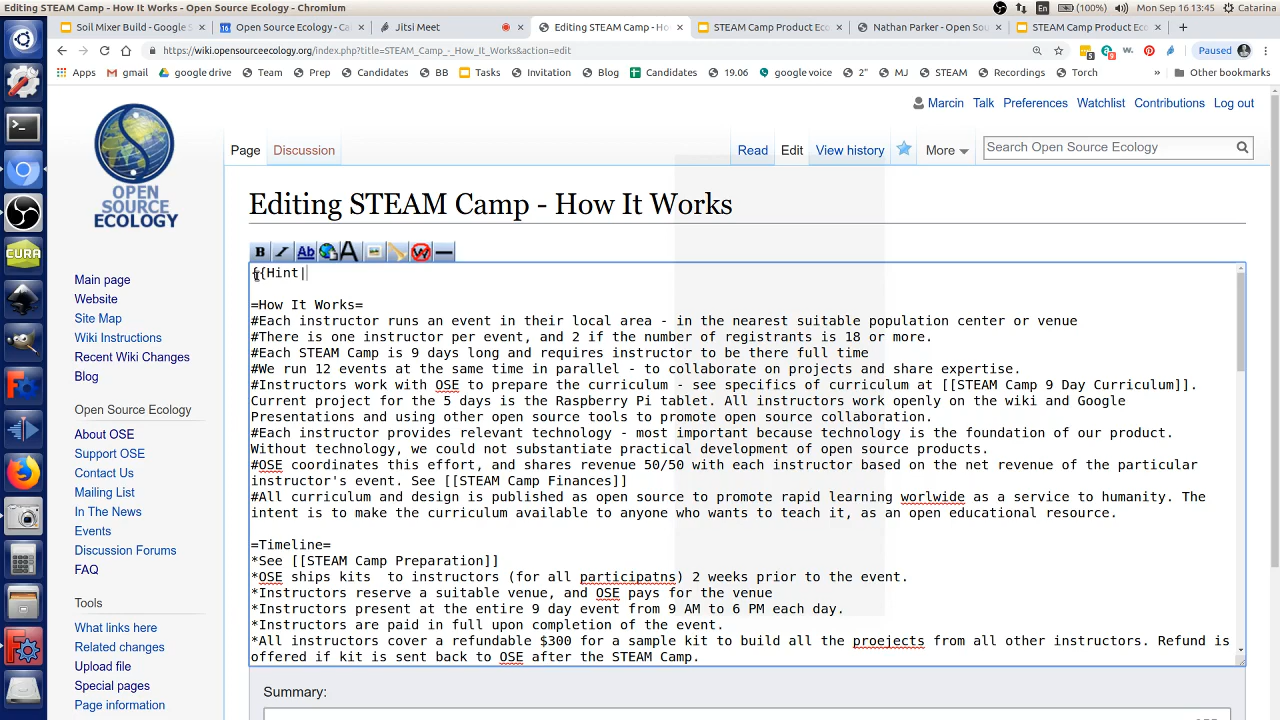 Editing STEAM Camp - How It Works - Open Source Ecology - Chromium
En (100%) Mon Sep 16 13:45 Catarina
Soil Mixer Build - Google S
16 Open Source Ecology - Cale
Jitsi Meet
Editing STEAM Camp - How
STEAM Camp Product Ec
Nathan Parker - Open Sou
STEAM Camp Product Ec
https://wiki.opensourceecology.org/index.php?title=STEAM_Camp_-_How_It_Works&action=edit
Paused
Apps gmail google drive Team Prep Candidates BB Tasks Invitation Blog Candidates 19.06 google voice 2" MJ STEAM Recordings Torch » Other bookmarks
Marcin Talk Preferences Watchlist Contributions Log out
Page Discussion Read Edit View history More Search Open Source Ecology
OPEN
SOURCE
ECOLOGY
Editing STEAM Camp - How It Works
B I Ab A W
{{Hint|
=How It Works=
#Each instructor runs an event in their local area - in the nearest suitable population center or venue
#There is one instructor per event, and 2 if the number of registrants is 18 or more.
#Each STEAM Camp is 9 days long and requires instructor to be there full time
#We run 12 events at the same time in parallel - to collaborate on projects and share expertise.
#Instructors work with OSE to prepare the curriculum - see specifics of curriculum at [[STEAM Camp 9 Day Curriculum]].
Current project for the 5 days is the Raspberry Pi tablet. All instructors work openly on the wiki and Google
Presentations and using other open source tools to promote open source collaboration.
#Each instructor provides relevant technology - most important because technology is the foundation of our product.
Without technology, we could not substantiate practical development of open source products.
#OSE coordinates this effort, and shares revenue 50/50 with each instructor based on the net revenue of the particular
instructor's event. See [[STEAM Camp Finances]]
#All curriculum and design is published as open source to promote rapid learning worlwide as a service to humanity. The
intent is to make the curriculum available to anyone who wants to teach it, as an open educational resource.
=Timeline=
*See [[STEAM Camp Preparation]]
*OSE ships kits  to instructors (for all participatns) 2 weeks prior to the event.
*Instructors reserve a suitable venue, and OSE pays for the venue
*Instructors present at the entire 9 day event from 9 AM to 6 PM each day.
*Instructors are paid in full upon completion of the event.
*All instructors cover a refundable $300 for a sample kit to build all the proejects from all other instructors. Refund is
offered if kit is sent back to OSE after the STEAM Camp.
Summary:
Main page
Website
Site Map
Wiki Instructions
Recent Wiki Changes
Blog
Open Source Ecology
About OSE
Support OSE
Contact Us
Mailing List
In The News
Events
Discussion Forums
FAQ
Tools
What links here
Related changes
Upload file
Special pages
Page information
CURA